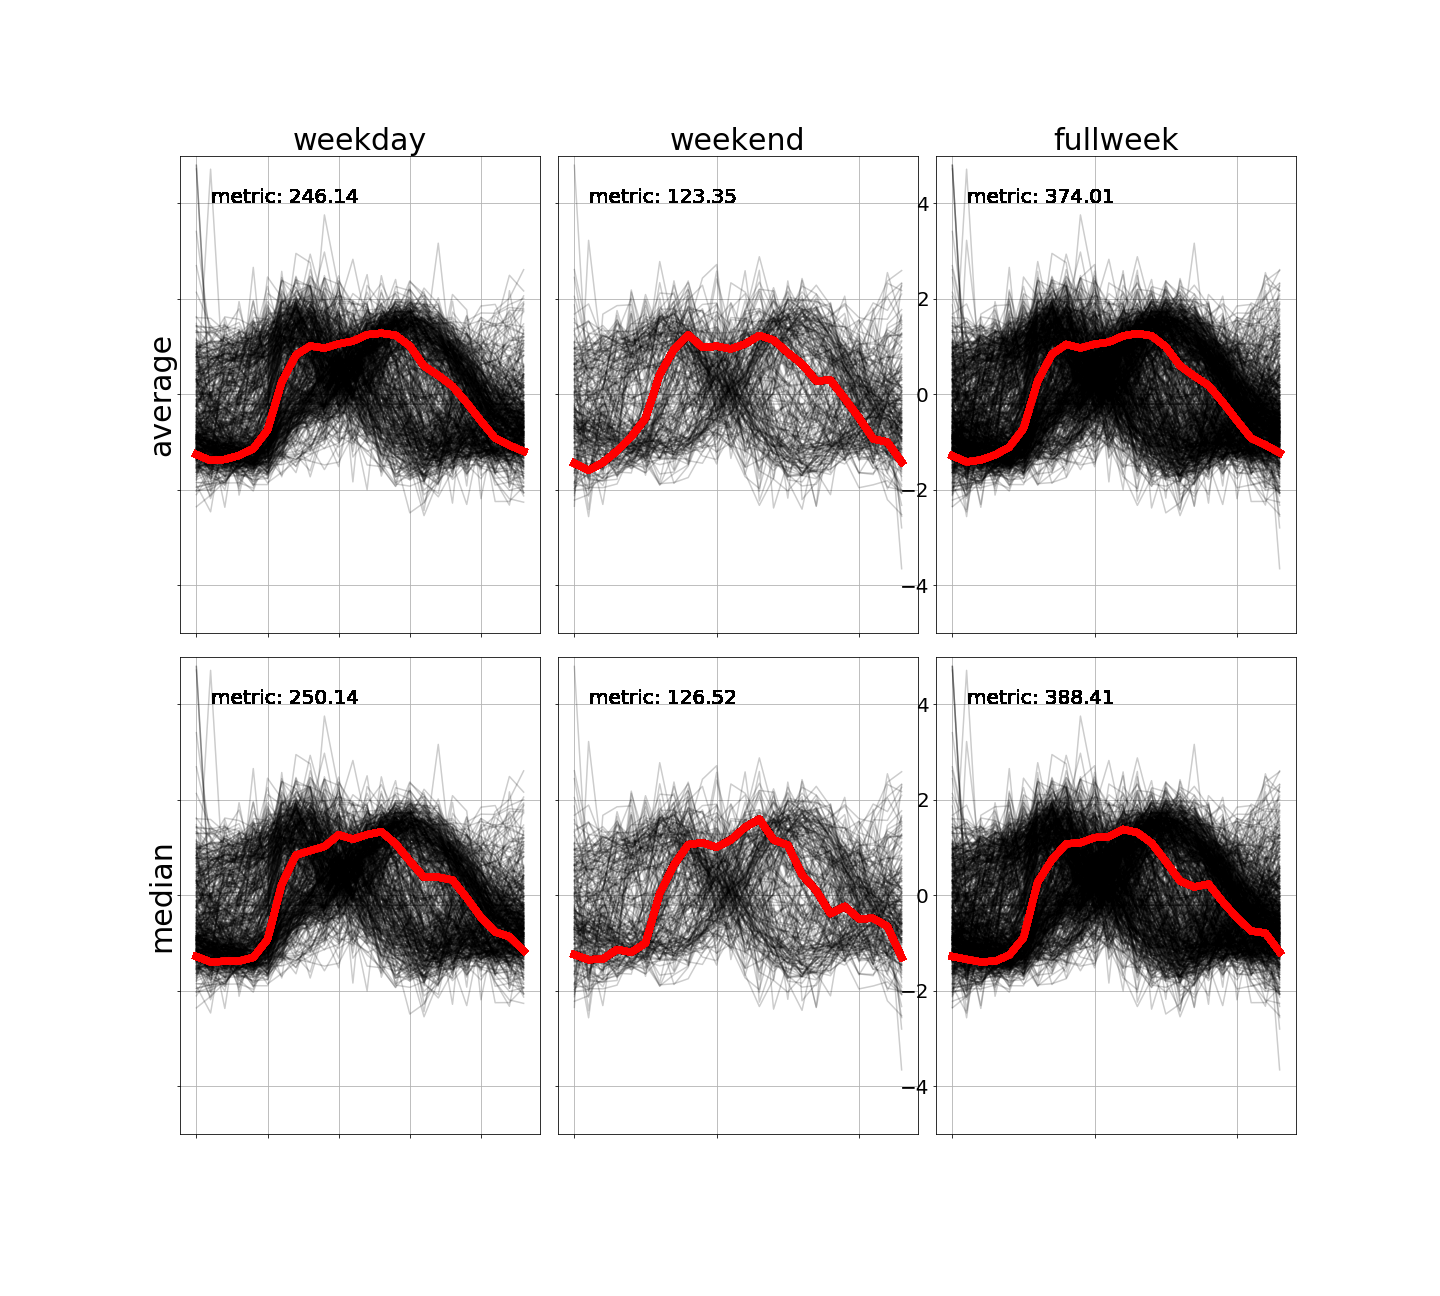 weekday
weekend
fullweek
average
metric: 246.14
metric: 123.35
metric: 374.01
4
2
0
−2
−4
median
metric: 250.14
metric: 126.52
metric: 388.41
4
2
0
−2
−4